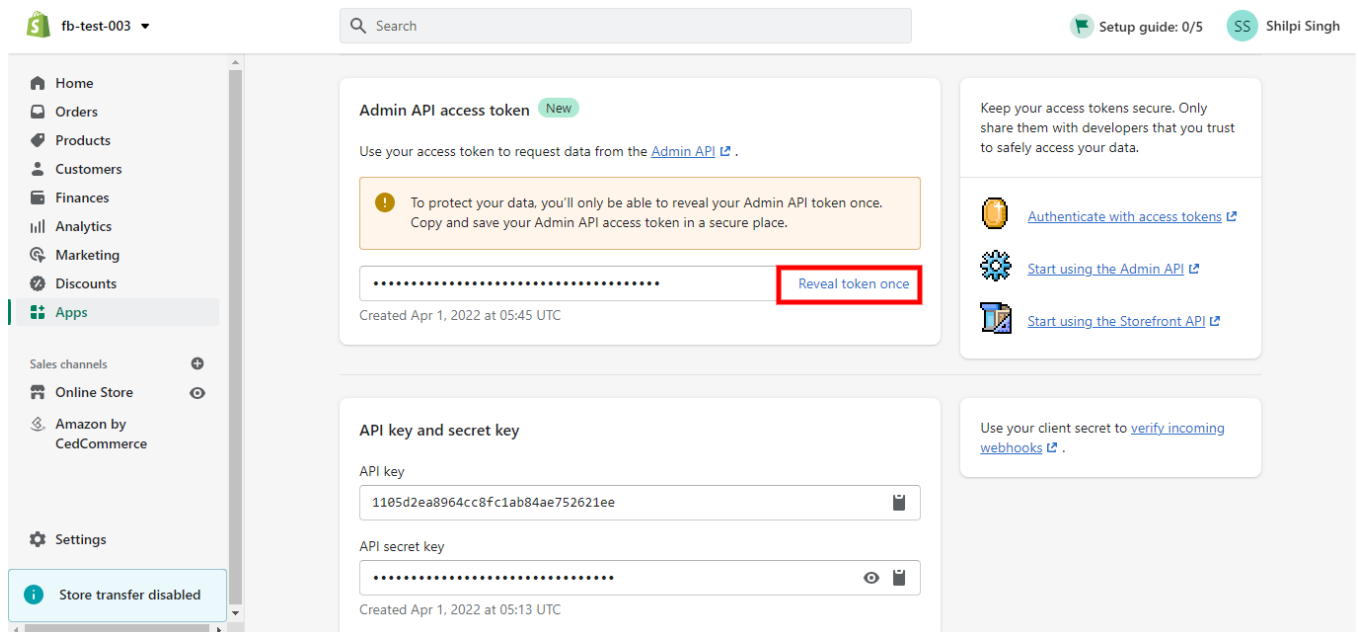 fb-test-003
Search
Setup guide: 0/5
SS
Shilpi Singh
Home
Orders
Products
Customers
Finances
Analytics
Marketing
Discounts
Apps
Sales channels
Online Store
Amazon by
CedCommerce
Settings
Store transfer disabled
Admin API access token New
Use your access token to request data from the Admin API .
To protect your data, you'll only be able to reveal your Admin API token once.
Copy and save your Admin API access token in a secure place.
•••••••••••••••••••••••••••••••••••••• Reveal token once
Created Apr 1, 2022 at 05:45 UTC
API key and secret key
API key
1105d2ea8964cc8fc1ab84ae752621ee
API secret key
••••••••••••••••••••••••••••••••
Created Apr 1, 2022 at 05:13 UTC
Keep your access tokens secure. Only
share them with developers that you trust
to safely access your data.
Authenticate with access tokens
Start using the Admin API
Start using the Storefront API
Use your client secret to verify incoming
webhooks .